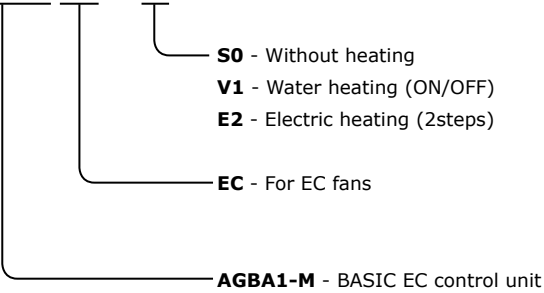 S0 - Without heating
V1 - Water heating (ON/OFF)
E2 - Electric heating (2steps)
EC - For EC fans
AGBA1-M - BASIC EC control unit